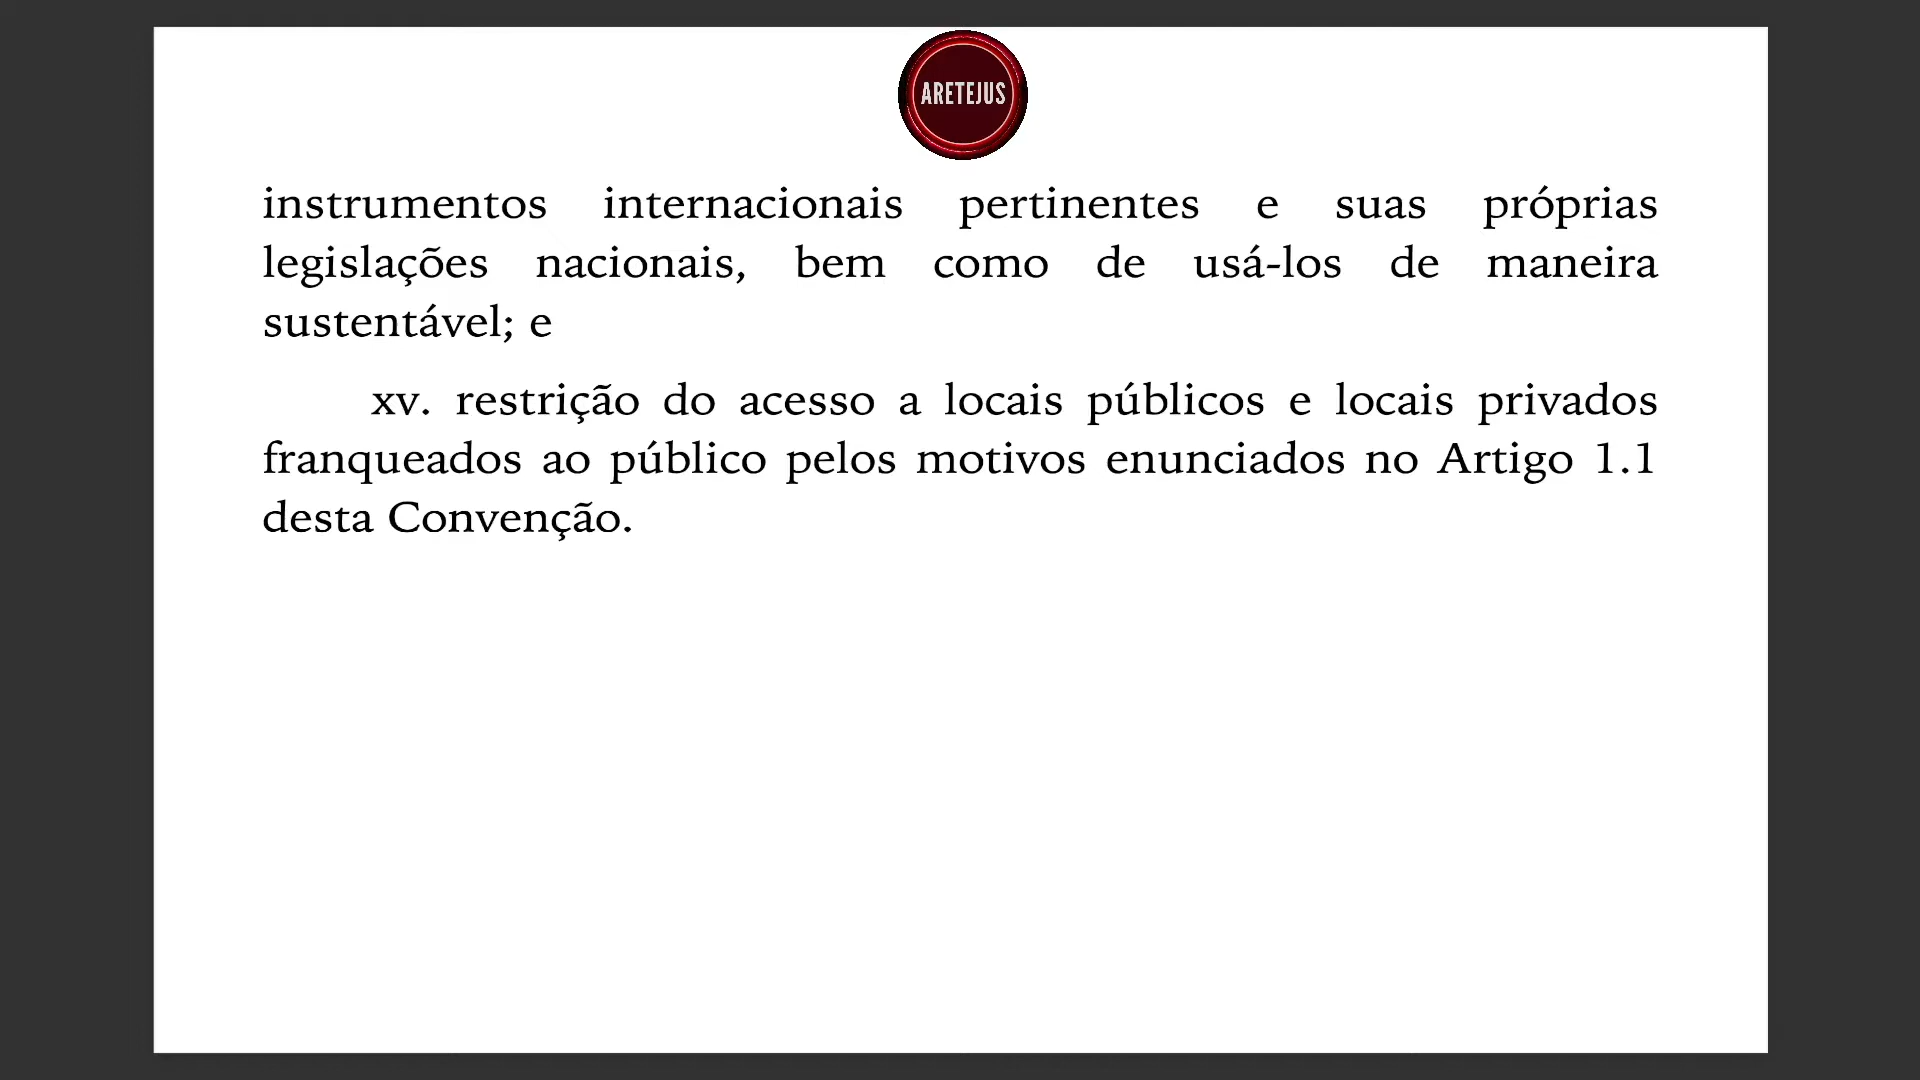 ARETEJUS
instrumentos internacionais pertinentes e suas próprias
legislações nacionais, bem como de usá-los de maneira
sustentável; e
xv. restrição do acesso a locais públicos e locais privados
franqueados ao público pelos motivos enunciados no Artigo 1.1
desta Convenção.